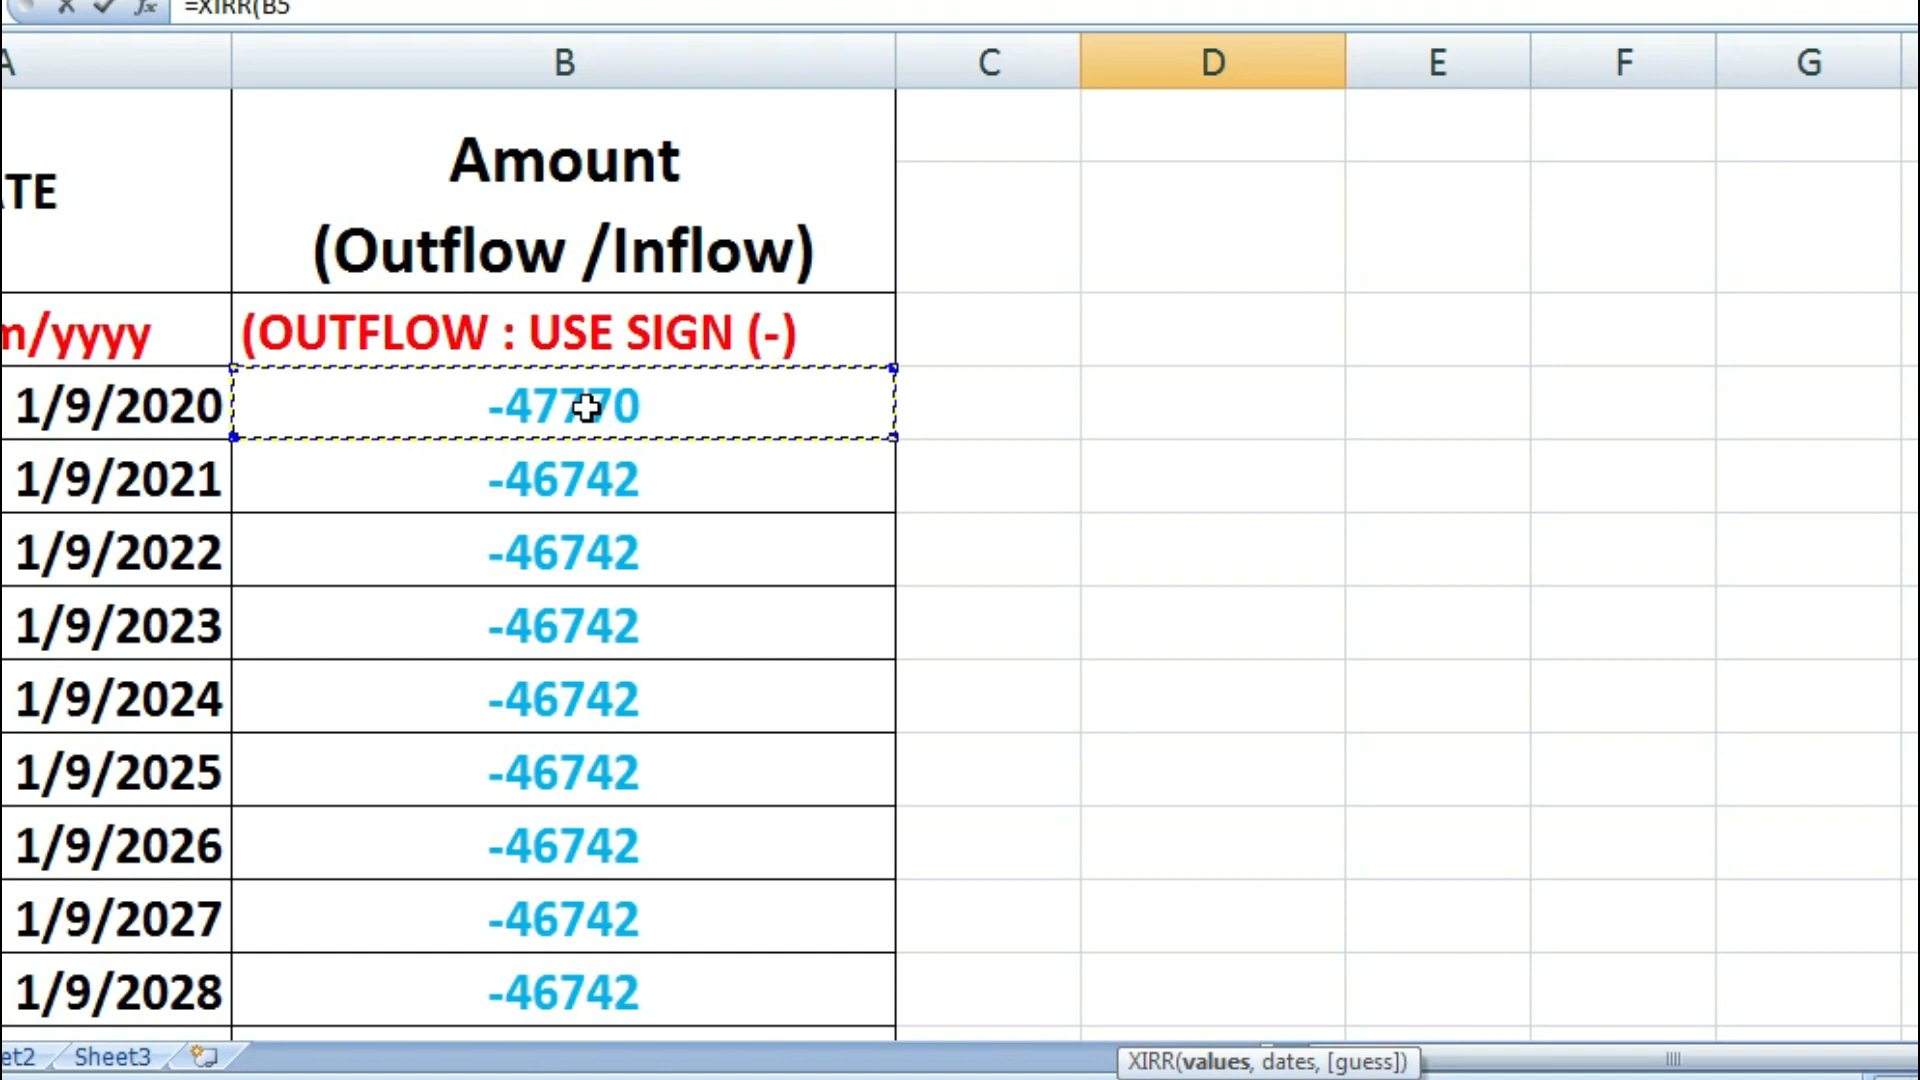 =XIRR(B5
A B C D E F G
ATE
Amount
(Outflow /Inflow)
m/yyyy (OUTFLOW : USE SIGN (-)
1/9/2020 -47770
1/9/2021 -46742
1/9/2022 -46742
1/9/2023 -46742
1/9/2024 -46742
1/9/2025 -46742
1/9/2026 -46742
1/9/2027 -46742
1/9/2028 -46742
et2 Sheet3
XIRR(values, dates, [guess])